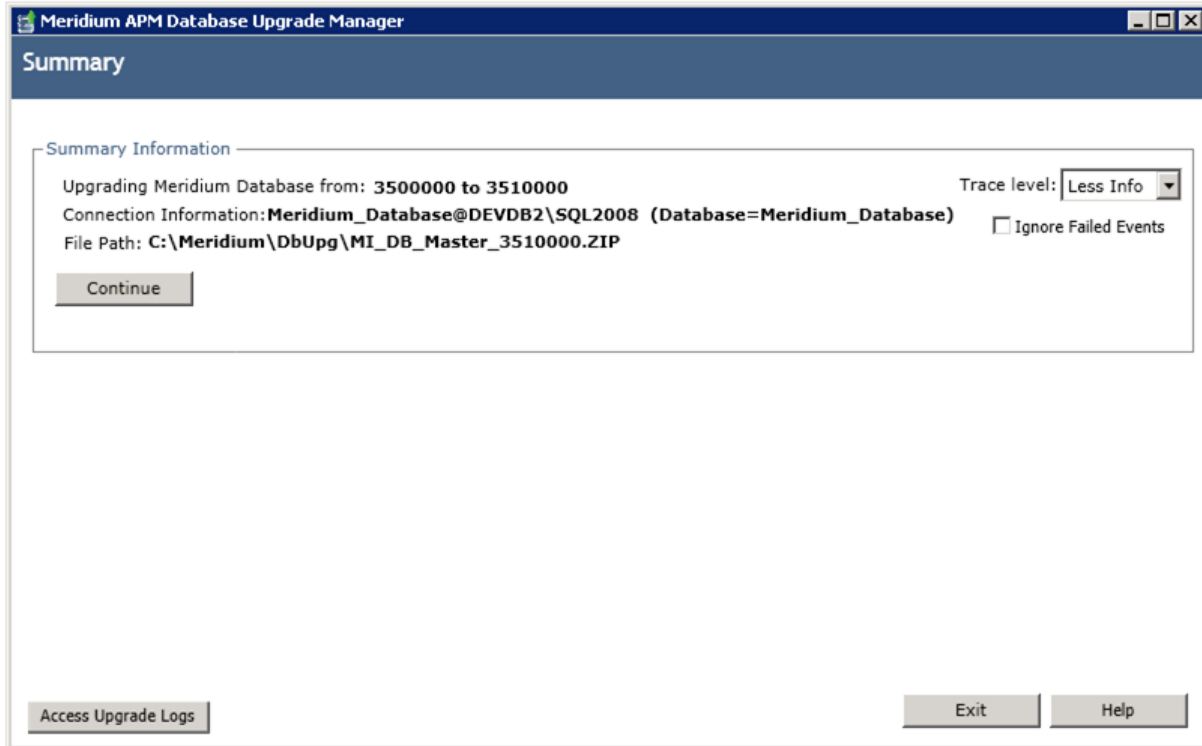 Meridium APM Database Upgrade Manager
Summary
Summary Information
Upgrading Meridium Database from: 3500000 to 3510000
Trace level: Less Info
Connection Information:Meridium_Database@DEVDB2\SQL2008 (Database=Meridium_Database)
Ignore Failed Events
File Path: C:\Meridium\DbUpg\MI_DB_Master_3510000.ZIP
Continue
Access Upgrade Logs
Exit
Help